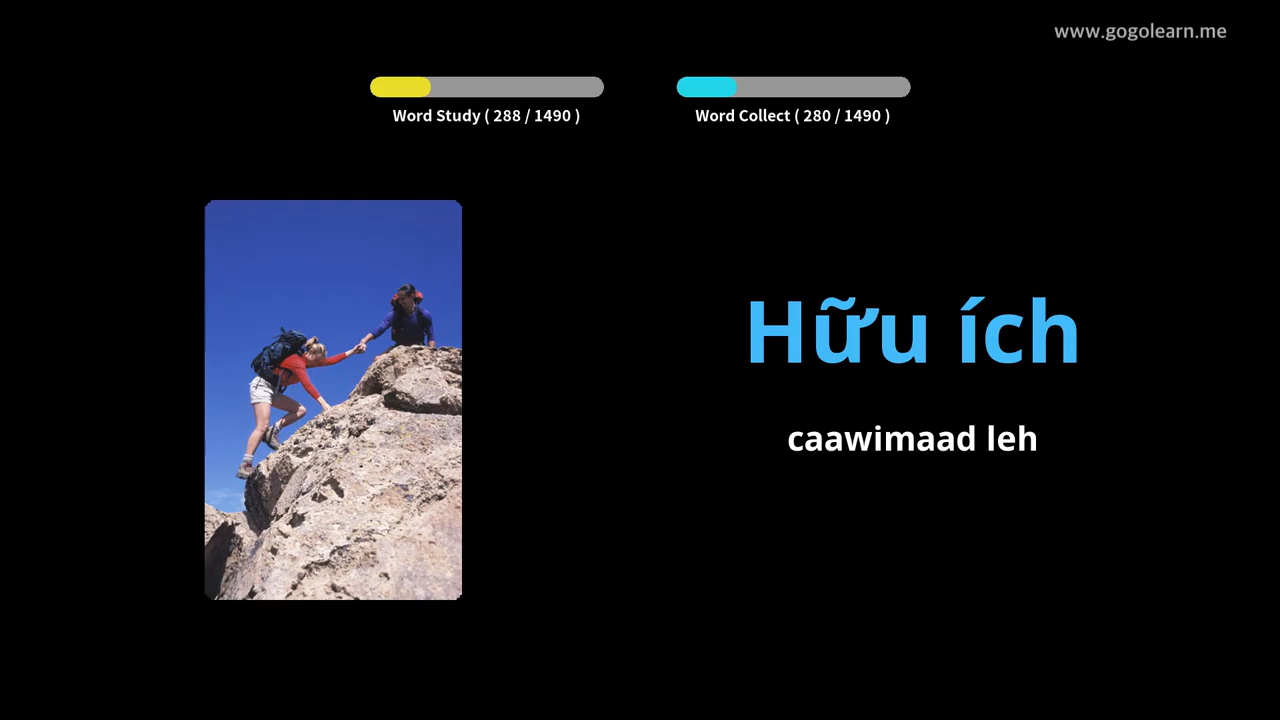 www.gogolearn.me
Word Study ( 288 / 1490 )
Word Collect ( 280 / 1490 )
Hữu ích
caawimaad leh